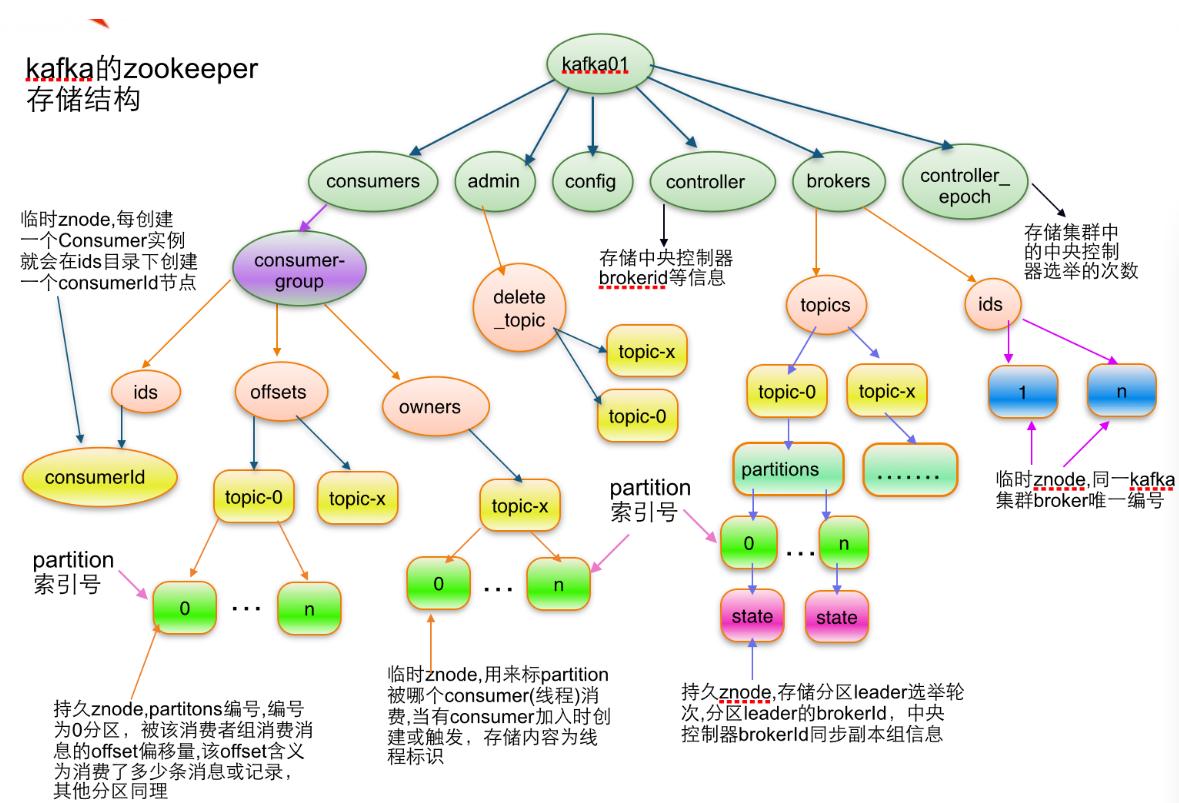 kafka的zookeeper
存储结构
kafka01
consumers
admin
config
controller
brokers
controller_
epoch
临时znode,每创建
一个Consumer实例
就会在ids目录下创建
一个consumerId节点
consumer-
group
存储中央控制器
brokerid等信息
存储集群中
的中央控制
器选举的次数
delete
_topic
topics
ids
topic-x
topic-0
ids
offsets
owners
topic-0
topic-x
1
n
consumerId
partitions
.......
临时znode,同一kafka
集群broker唯一编号
topic-0
topic-x
topic-x
partition
索引号
0
...
n
partition
索引号
0
...
n
0
...
n
state
state
持久znode,partitons编号,编号
为0分区，被该消费者组消费消
息的offset偏移量,该offset含义
为消费了多少条消息或记录，
其他分区同理
临时znode,用来标partition
被哪个consumer(线程)消
费,当有consumer加入时创
建或触发，存储内容为线
程标识
持久znode,存储分区leader选举轮
次,分区leader的brokerId，中央
控制器brokerId同步副本组信息